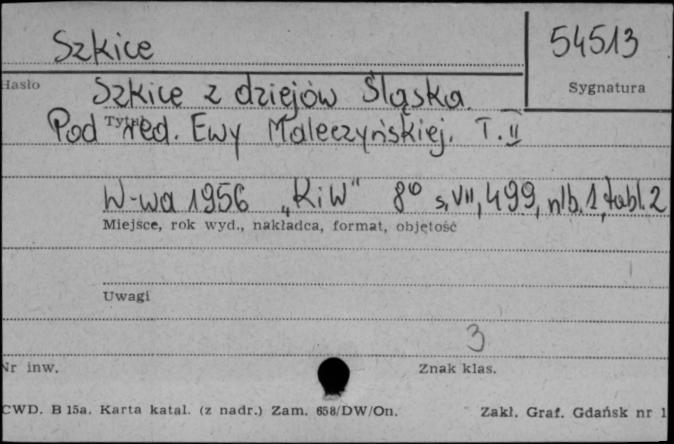 Szkice
54513
Hasło
Sygnatura
Szkice z dziejów Śląska.
Tytuł
Pod red. Ewy Maleczyńskiej. T. II
W-wa 1956 „KiW" 8° s, VII, 499, nlb. 1, tabl. 2
Miejsce, rok wyd., nakładca, format, objętość
Uwagi
3
Nr inw.
Znak klas.
CWD. B 15a. Karta katal. (z nadr.) Zam. 658/DW/On.
Zakł. Graf. Gdańsk nr 1